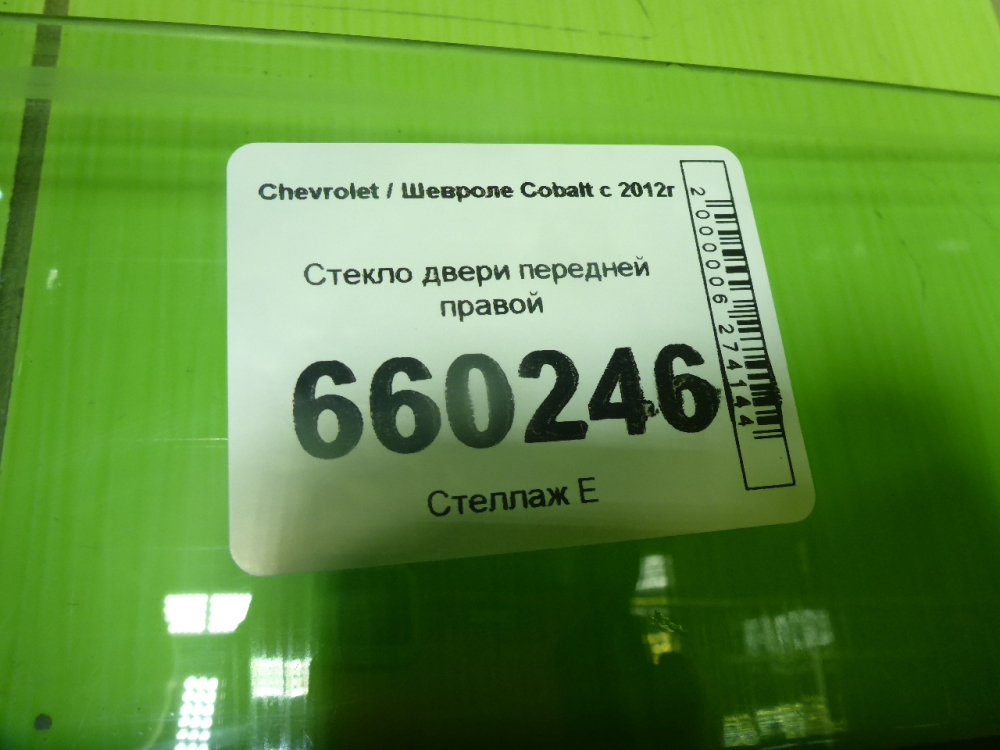 Chevrolet / Шевроле Cobalt с 2012г
Стекло двери передней
правой
660246
Стеллаж Е
2000006274144